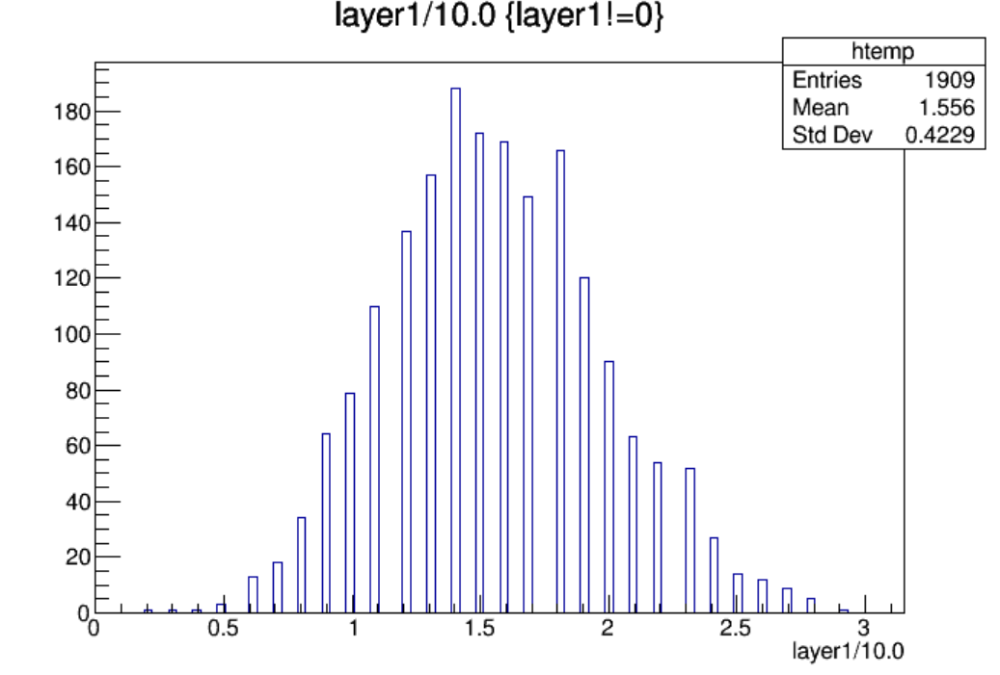 layer1/10.0 {layer1!=0}
htemp
Entries 1909
Mean 1.556
Std Dev 0.4229
180
160
140
120
100
80
60
40
20
0
0 0.5 1 1.5 2 2.5 3
layer1/10.0